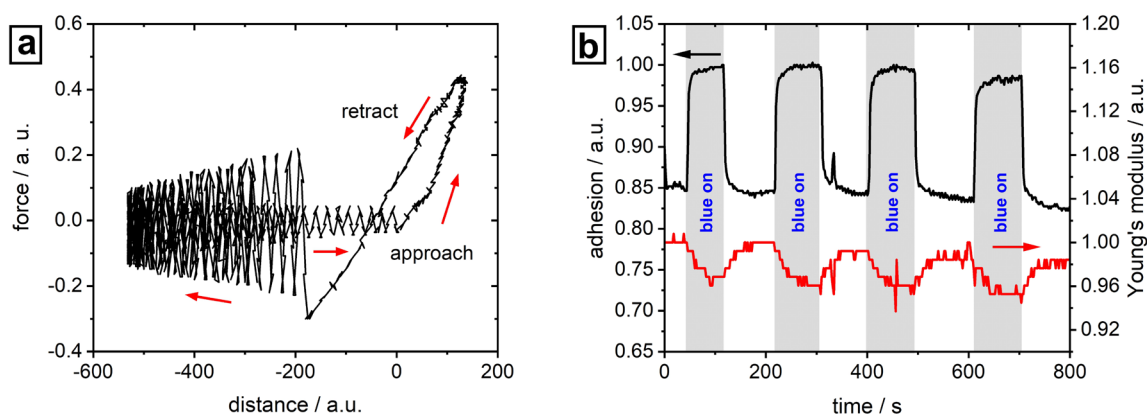 a
0.6
0.4
0.2
0.0
-0.2
-0.4
force / a. u.
retract
approach
-600
-400
-200
0
200
distance / a.u.
b
1.05
1.00
0.95
0.90
0.85
0.80
0.75
0.70
0.65
adhesion / a.u.
blue on
blue on
blue on
blue on
1.20
1.16
1.12
1.08
1.04
1.00
0.96
0.92
Young's modulus / a.u.
0
200
400
600
800
time / s